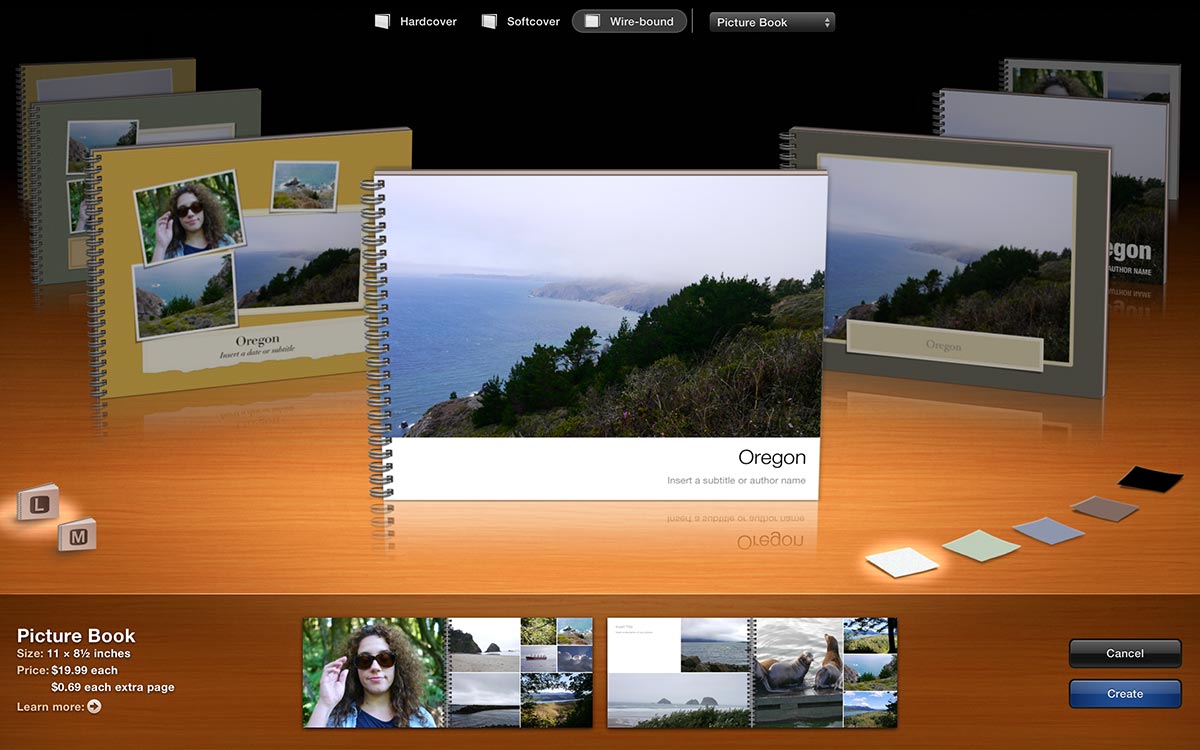 Hardcover
Softcover
Wire-bound
Picture Book
Oregon
Insert a date or subtitle
Oregon
Insert a subtitle or author name
Oregon
egon
AUTHOR NAME
L
M
Picture Book
Size: 11 × 8½ inches
Price: $19.99 each
$0.69 each extra page
Learn more:
Cancel
Create